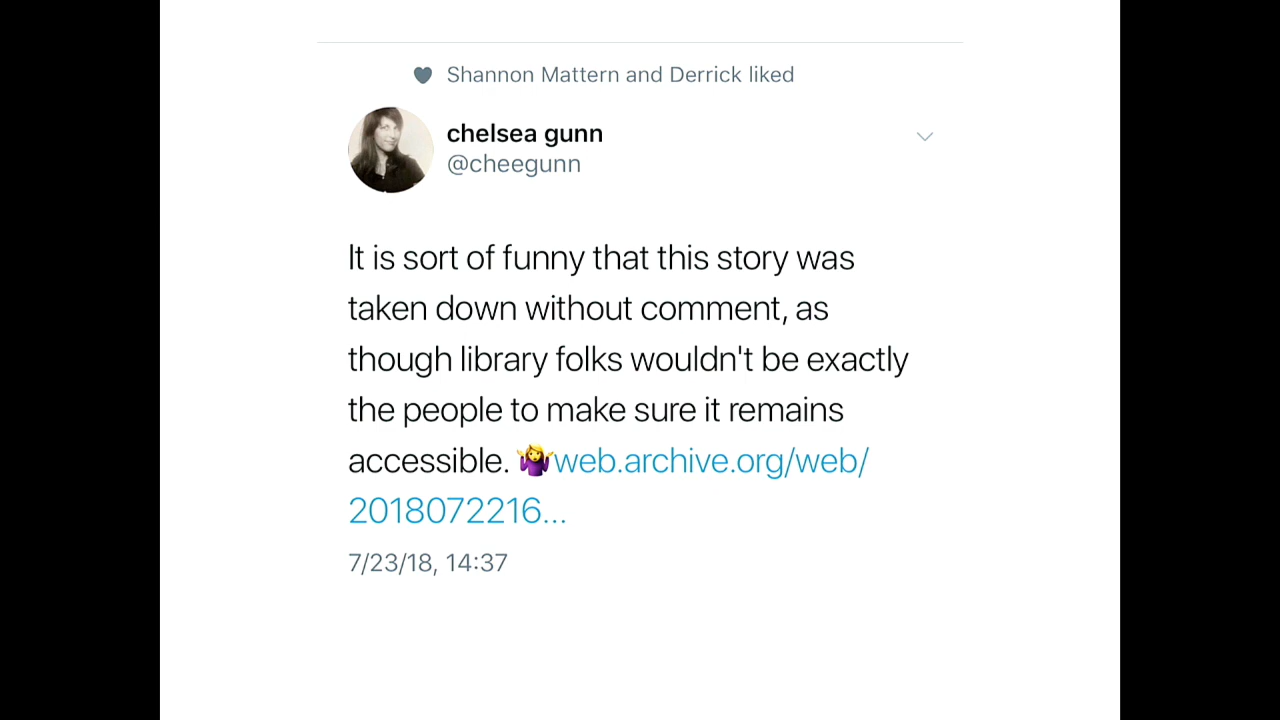 Shannon Mattern and Derrick liked
chelsea gunn
@cheegunn
It is sort of funny that this story was
taken down without comment, as
though library folks wouldn't be exactly
the people to make sure it remains
accessible. 🤷‍♀️web.archive.org/web/
2018072216...
7/23/18, 14:37